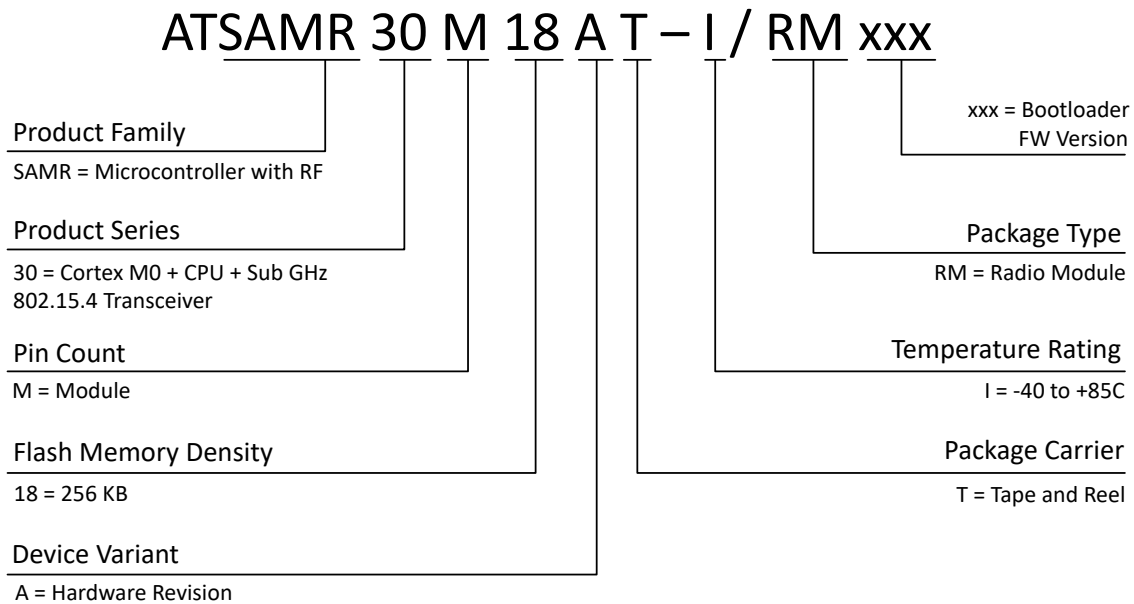 ATSAMR 30 M 18 A T – I / RM xxx
Product Family
SAMR = Microcontroller with RF
Product Series
30 = Cortex M0 + CPU + Sub GHz
802.15.4 Transceiver
Pin Count
M = Module
Flash Memory Density
18 = 256 KB
Device Variant
A = Hardware Revision
xxx = Bootloader
FW Version
Package Type
RM = Radio Module
Temperature Rating
I = -40 to +85C
Package Carrier
T = Tape and Reel